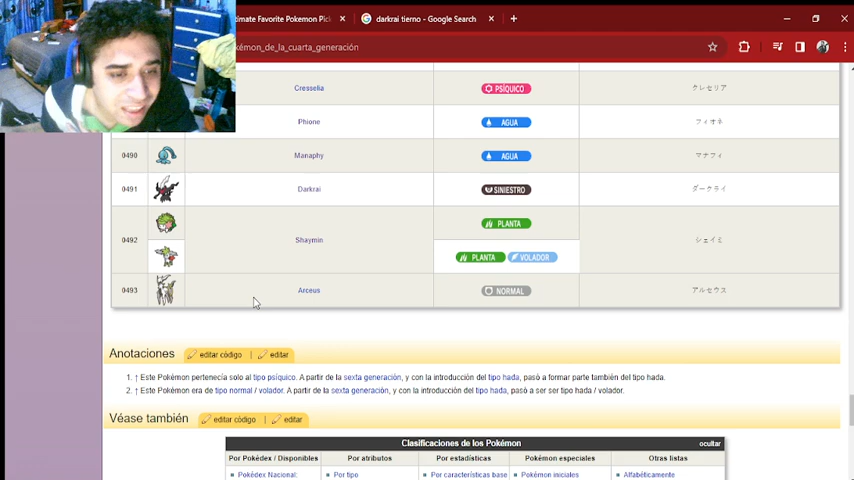 timate Favorite Pokemon Pick
darkrai tierno - Google Search
okémon_de_la_cuarta_generación
Cresselia PSÍQUICO クレセリア
Phione AGUA フィオネ
0490 Manaphy AGUA マナフィ
0491 Darkrai SINIESTRO ダークライ
0492 Shaymin PLANTA シェイミ
PLANTA VOLADOR
0493 Arceus NORMAL アルセウス
Anotaciones editar código | editar
1. ↑ Este Pokémon pertenecía solo al tipo psíquico. A partir de la sexta generación, y con la introducción del tipo hada, pasó a formar parte también del tipo hada.
2. ↑ Este Pokémon era de tipo normal / volador. A partir de la sexta generación, y con la introducción del tipo hada, pasó a ser ser tipo hada / volador.
Véase también editar código | editar
Clasificaciones de los Pokémon ocultar
Por Pokédex / Disponibles Por atributos Por estadísticas Pokémon especiales Otras listas
Pokédex Nacional: Por tipo Por características base Pokémon iniciales Alfabéticamente